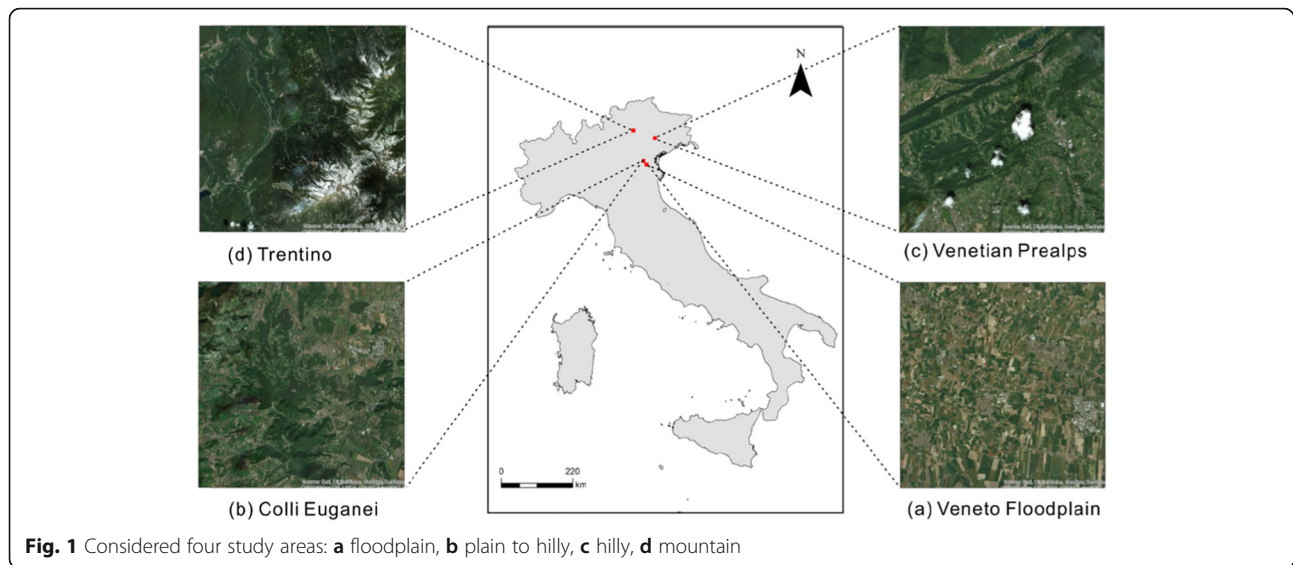 N
(d) Trentino
(c) Venetian Prealps
0 220
km
(b) Colli Euganei
(a) Veneto Floodplain
Fig. 1 Considered four study areas: a floodplain, b plain to hilly, c hilly, d mountain